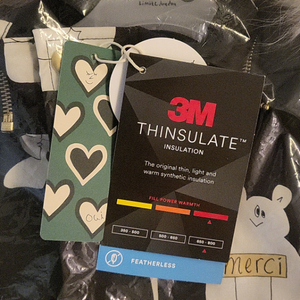 3M
THINSULATE™
INSULATION
The original thin, light and
warm synthetic insulation
FILL POWER WARMTH
FEATHERLESS
merci